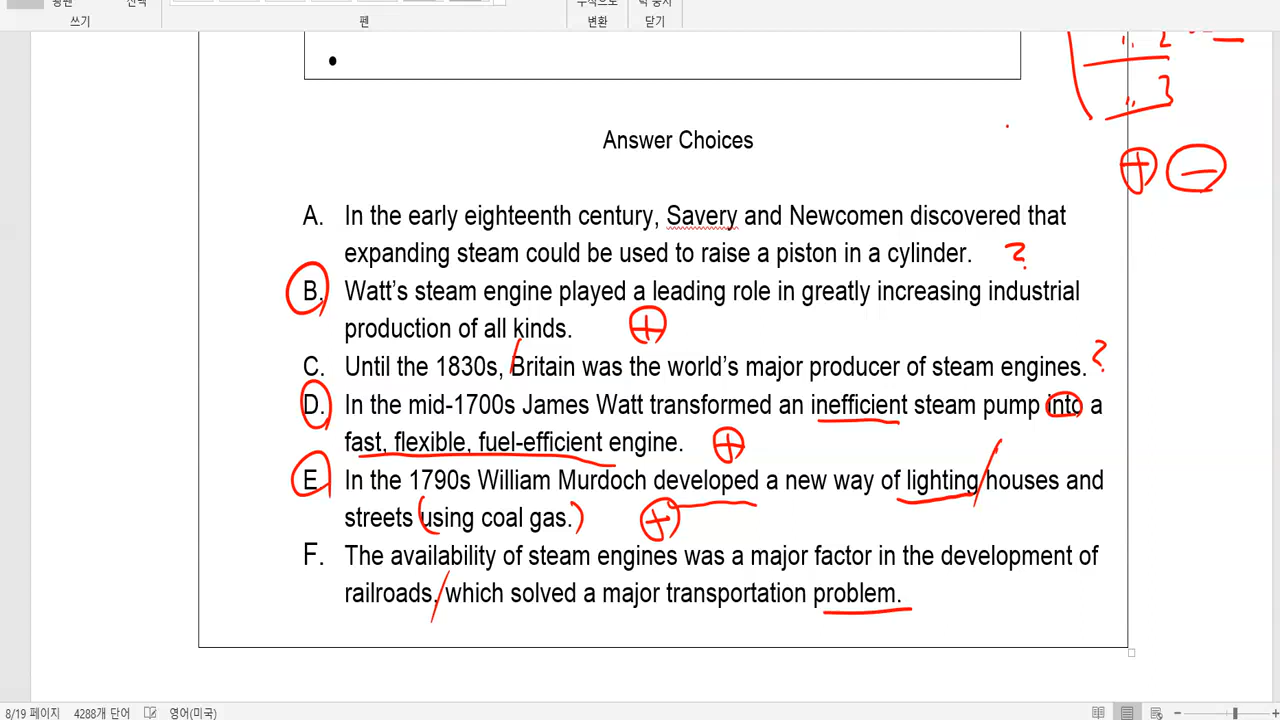 쓰기
펜
변환
닫기
.. 2
.. 3
+ −
Answer Choices
A. In the early eighteenth century, Savery and Newcomen discovered that
expanding steam could be used to raise a piston in a cylinder. ?
B. Watt’s steam engine played a leading role in greatly increasing industrial
production of all kinds. +
C. Until the 1830s, Britain was the world’s major producer of steam engines. ?
D. In the mid-1700s James Watt transformed an inefficient steam pump into a
fast, flexible, fuel-efficient engine. +
E. In the 1790s William Murdoch developed a new way of lighting houses and
streets (using coal gas.) +
F. The availability of steam engines was a major factor in the development of
railroads, which solved a major transportation problem.
8/19 페이지 4288개 단어 영어(미국)